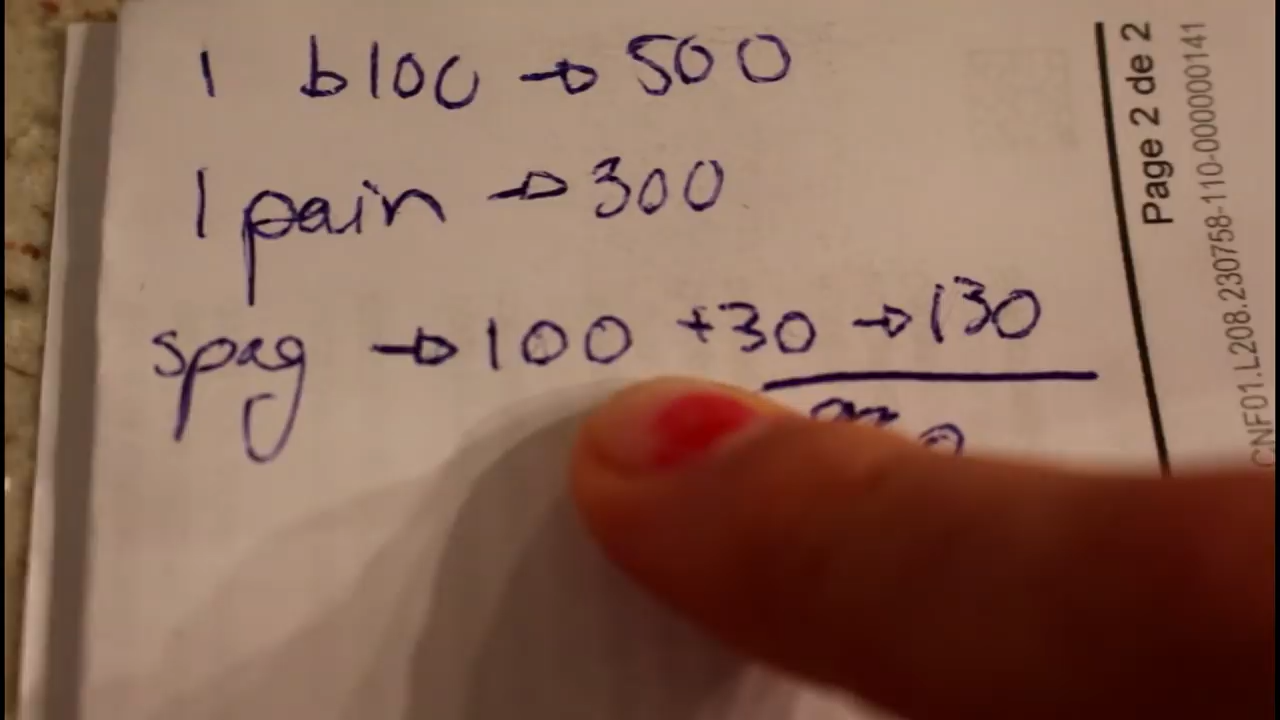 1 bloc → 500
1 pain → 300
spag → 100 +30 → 130
Page 2 de 2
CNF01.L208.230758-110-000000141